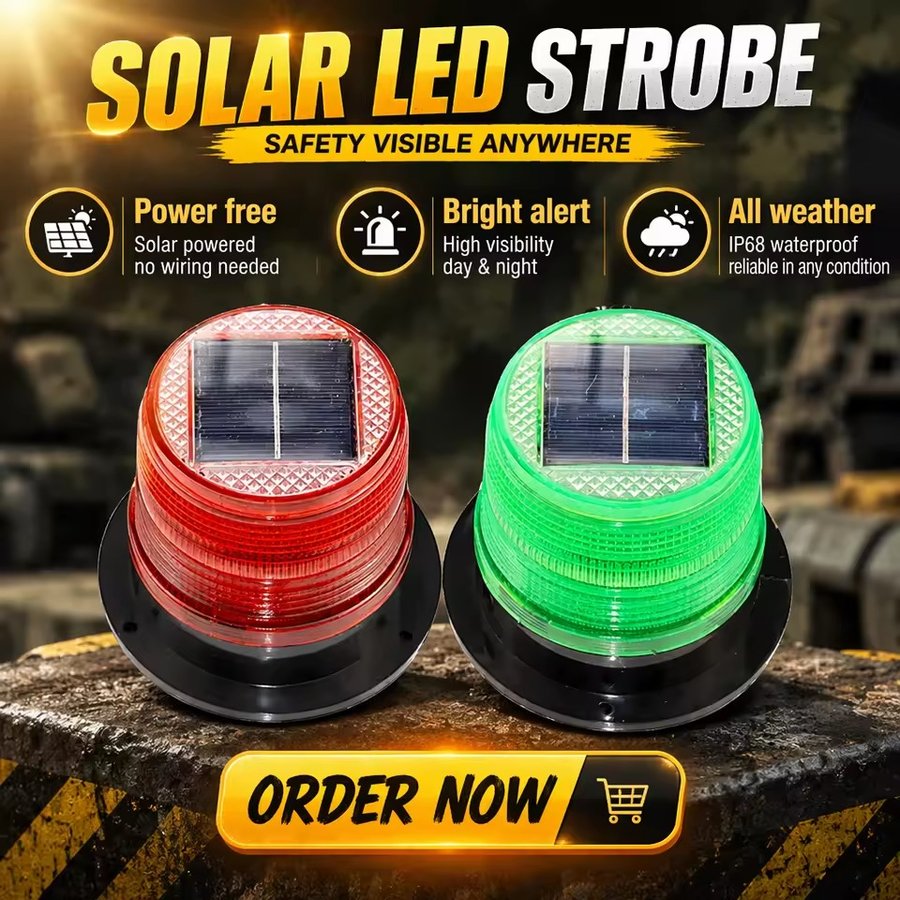 SOLAR LED STROBE
SAFETY VISIBLE ANYWHERE
Power free
Solar powered
no wiring needed
Bright alert
High visibility
day & night
All weather
IP68 waterproof
reliable in any condition
ORDER NOW